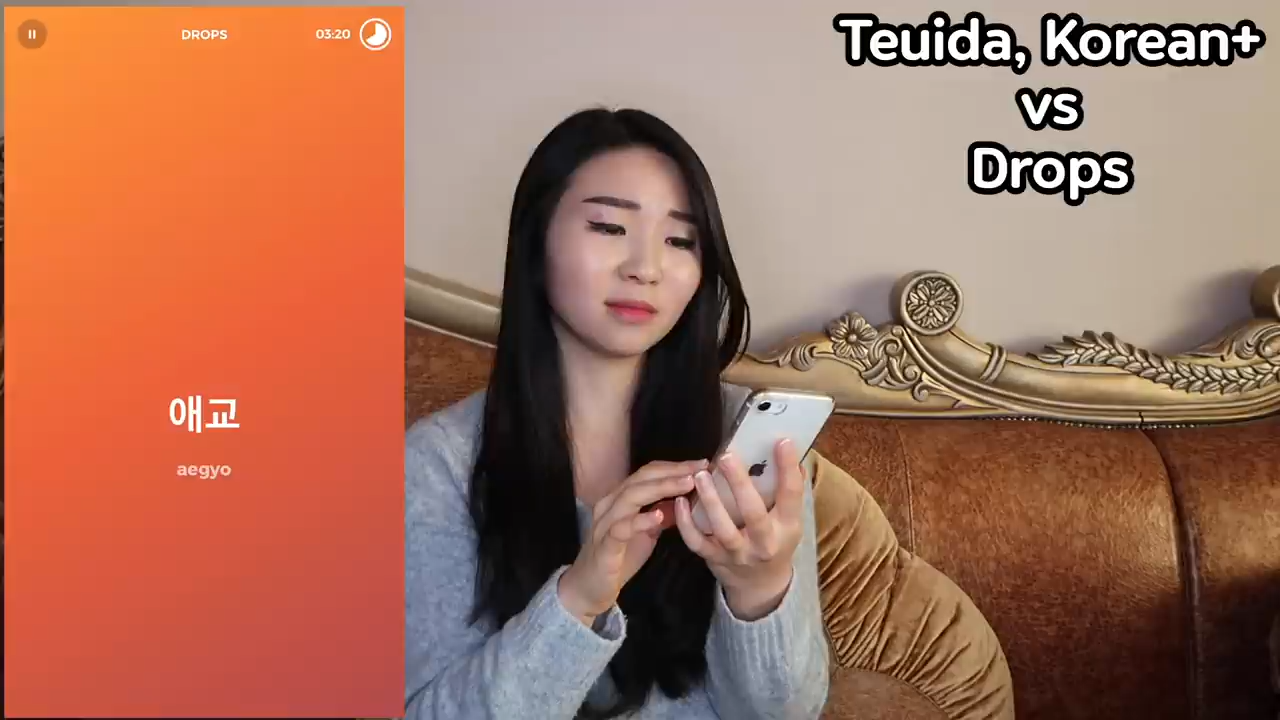 DROPS
03:20
애교
aegyo
Teuida, Korean+
vs
Drops